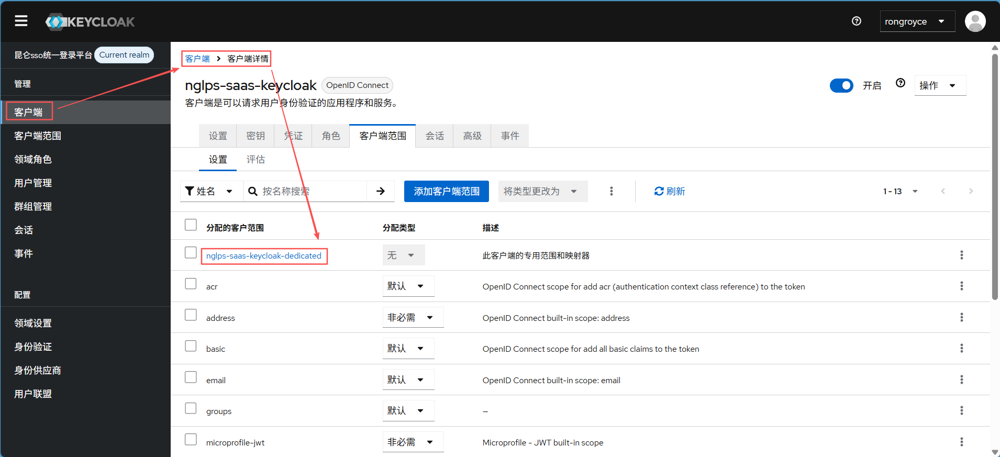 KEYCLOAK
rongroyce
昆仑sso统一登录平台 Current realm
管理
客户端
客户端范围
领域角色
用户管理
群组管理
会话
事件
配置
领域设置
身份验证
身份供应商
用户联盟
客户端 > 客户端详情
nglps-saas-keycloak OpenID Connect
开启
操作
客户端是可以请求用户身份验证的应用程序和服务。
设置 密钥 凭证 角色 客户端范围 会话 高级 事件
设置 评估
姓名 按名称搜索 添加客户端范围 将类型更改为 刷新 1 - 13
分配的客户范围 分配类型 描述
nglps-saas-keycloak-dedicated 无 此客户端的专用范围和映射器
acr 默认 OpenID Connect scope for add acr (authentication context class reference) to the token
address 非必需 OpenID Connect built-in scope: address
basic 默认 OpenID Connect scope for add all basic claims to the token
email 默认 OpenID Connect built-in scope: email
groups 默认 –
microprofile-jwt 非必需 Microprofile - JWT built-in scope